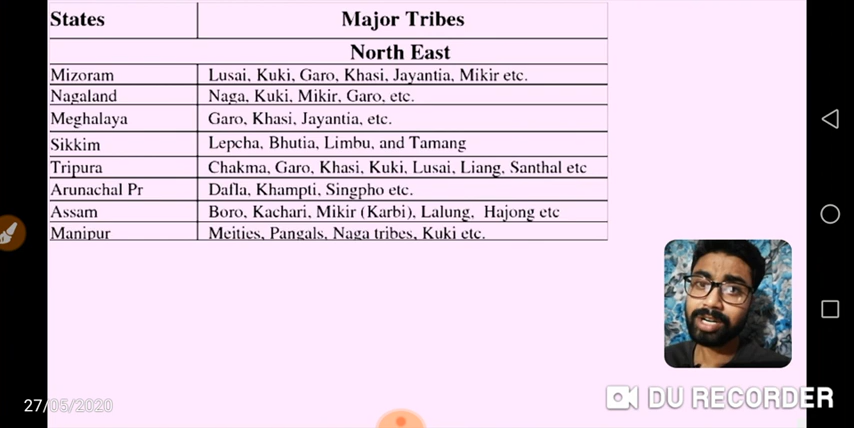 States Major Tribes
North East
Mizoram Lusai, Kuki, Garo, Khasi, Jayantia, Mikir etc.
Nagaland Naga, Kuki, Mikir, Garo, etc.
Meghalaya Garo, Khasi, Jayantia, etc.
Sikkim Lepcha, Bhutia, Limbu, and Tamang
Tripura Chakma, Garo, Khasi, Kuki, Lusai, Liang, Santhal etc
Arunachal Pr Dafla, Khampti, Singpho etc.
Assam Boro, Kachari, Mikir (Karbi), Lalung, Hajong etc
Manipur Meities, Pangals, Naga tribes, Kuki etc.
27/05/2020 DU RECORDER